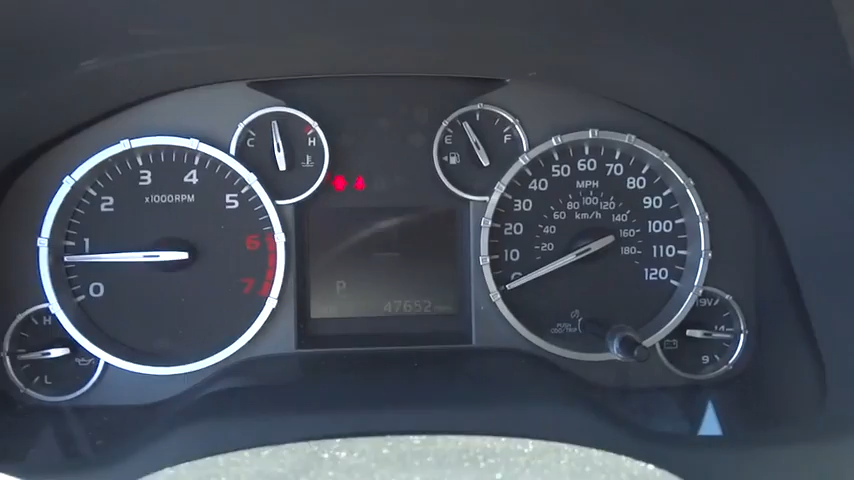 C H
E F
3 4
x1000RPM
2 5
1 6
0 7
60
50 70
MPH
40 80
30 90
20 100
10 110
0 120
100
80 120
60 km/h 140
40 160
20 180
PUSH
ODO/TRIP
H
L
P
47652
19V
14
9